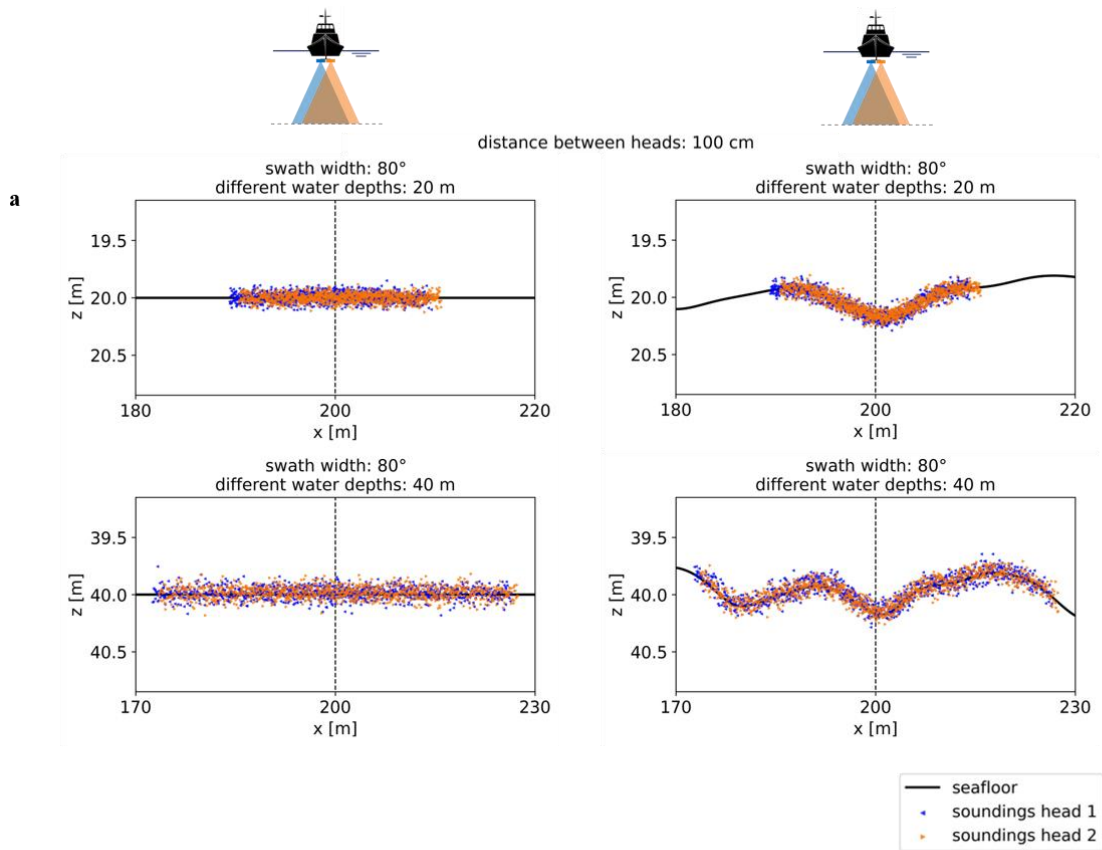 distance between heads: 100 cm
a
swath width: 80°
different water depths: 20 m
z [m]
19.5
20.0
20.5
180
200
220
x [m]
swath width: 80°
different water depths: 20 m
z [m]
19.5
20.0
20.5
180
200
220
x [m]
swath width: 80°
different water depths: 40 m
z [m]
39.5
40.0
40.5
170
200
230
x [m]
swath width: 80°
different water depths: 40 m
z [m]
39.5
40.0
40.5
170
200
230
x [m]
seafloor
soundings head 1
soundings head 2